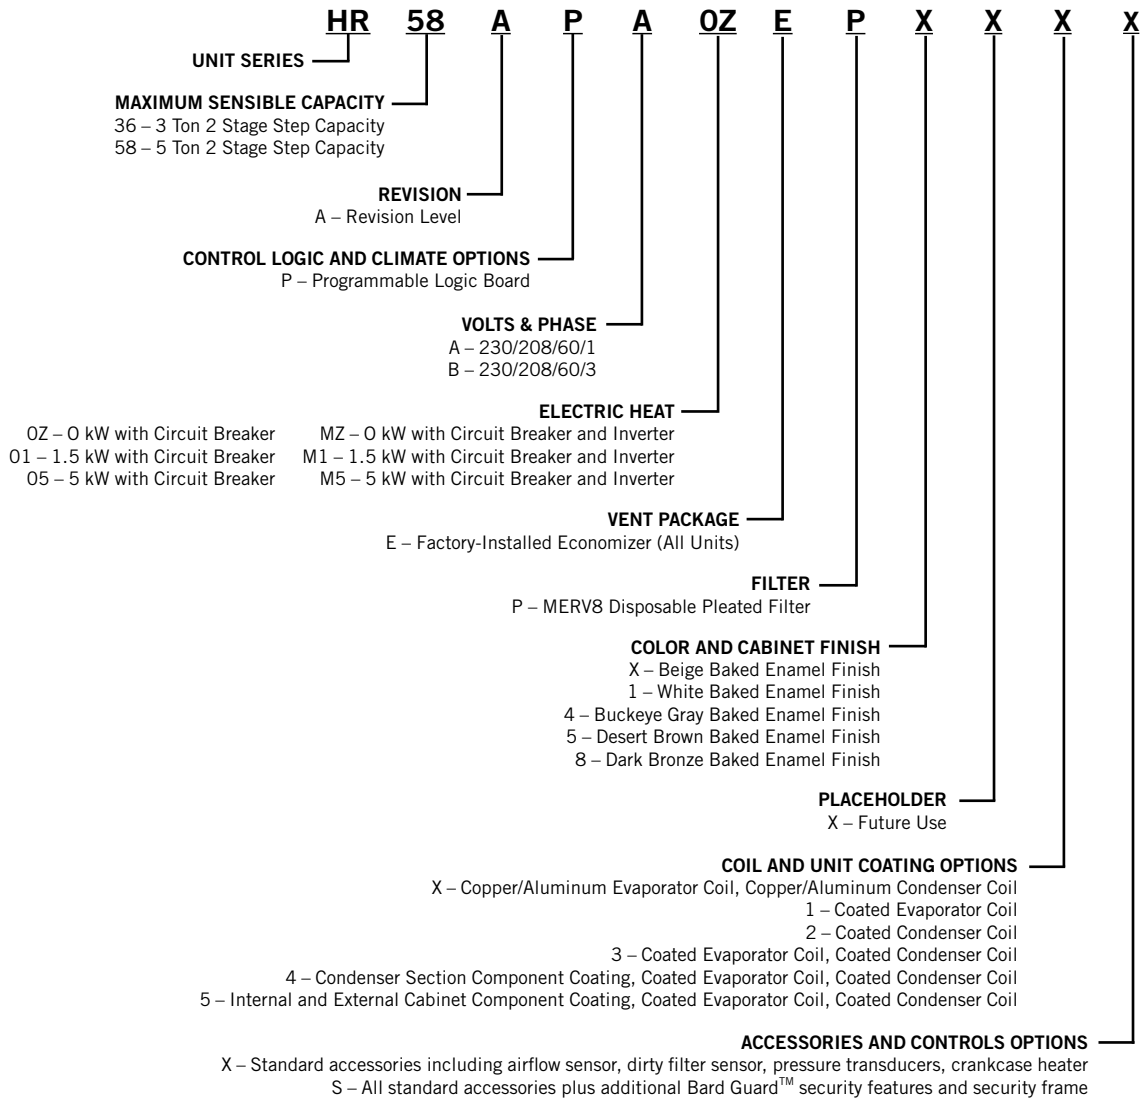 HR 58 A P A 0Z E P X X X X
UNIT SERIES
MAXIMUM SENSIBLE CAPACITY
36 – 3 Ton 2 Stage Step Capacity
58 – 5 Ton 2 Stage Step Capacity
REVISION
A – Revision Level
CONTROL LOGIC AND CLIMATE OPTIONS
P – Programmable Logic Board
VOLTS & PHASE
A – 230/208/60/1
B – 230/208/60/3
ELECTRIC HEAT
0Z – 0 kW with Circuit Breaker MZ – 0 kW with Circuit Breaker and Inverter
01 – 1.5 kW with Circuit Breaker M1 – 1.5 kW with Circuit Breaker and Inverter
05 – 5 kW with Circuit Breaker M5 – 5 kW with Circuit Breaker and Inverter
VENT PACKAGE
E – Factory-Installed Economizer (All Units)
FILTER
P – MERV8 Disposable Pleated Filter
COLOR AND CABINET FINISH
X – Beige Baked Enamel Finish
1 – White Baked Enamel Finish
4 – Buckeye Gray Baked Enamel Finish
5 – Desert Brown Baked Enamel Finish
8 – Dark Bronze Baked Enamel Finish
PLACEHOLDER
X – Future Use
COIL AND UNIT COATING OPTIONS
X – Copper/Aluminum Evaporator Coil, Copper/Aluminum Condenser Coil
1 – Coated Evaporator Coil
2 – Coated Condenser Coil
3 – Coated Evaporator Coil, Coated Condenser Coil
4 – Condenser Section Component Coating, Coated Evaporator Coil, Coated Condenser Coil
5 – Internal and External Cabinet Component Coating, Coated Evaporator Coil, Coated Condenser Coil
ACCESSORIES AND CONTROLS OPTIONS
X – Standard accessories including airflow sensor, dirty filter sensor, pressure transducers, crankcase heater
S – All standard accessories plus additional Bard Guard™ security features and security frame